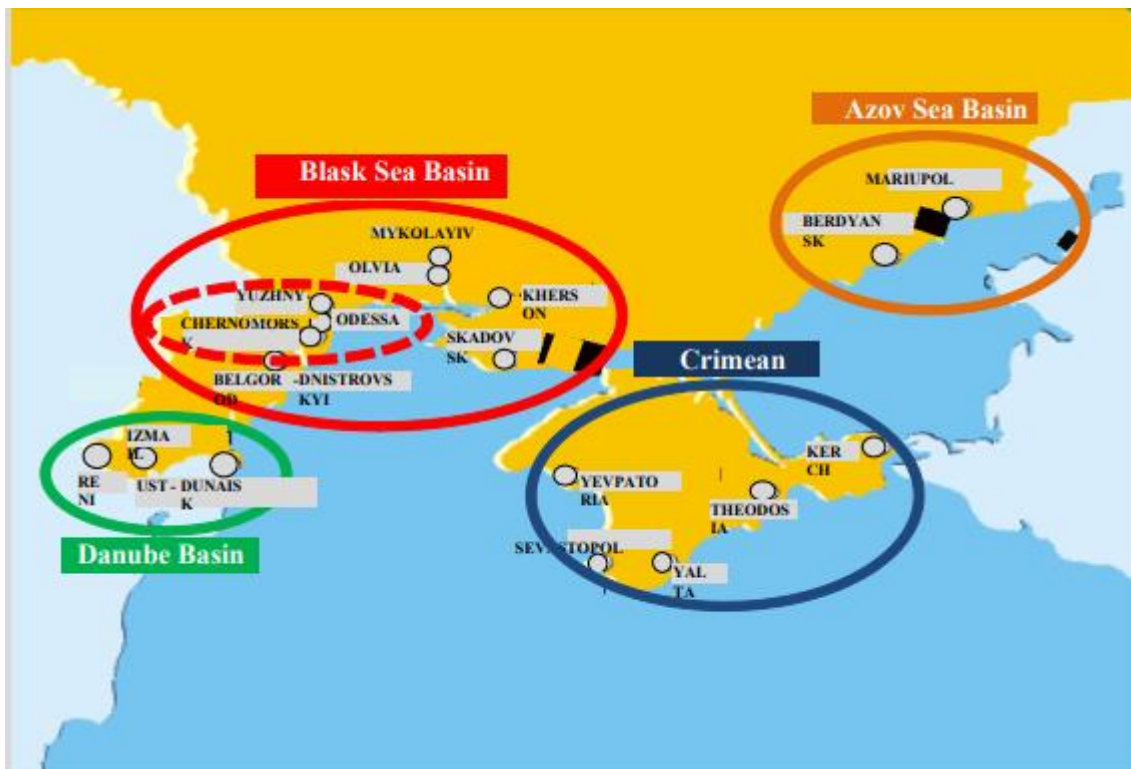 Azov Sea Basin
MARIUPOL
BERDYAN
SK
Blask Sea Basin
MYKOLAYIV
OLVIA
YUZHNY
ODESSA
CHERNOMORS
K
KHERS
ON
SKADOV
SK
BELGOR
OD
-DNISTROVS
KYI
Crimean
KER
CH
YEVPATO
RIA
THEODOS
IA
SEVASTOPOL
YAL
TA
IZMA
IL
RE
NI
UST - DUNAIS
K
Danube Basin